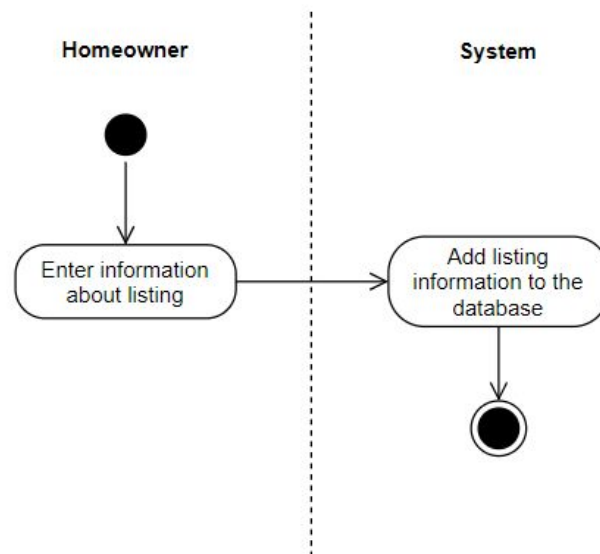 Homeowner
System
Enter information
about listing
Add listing
information to the
database